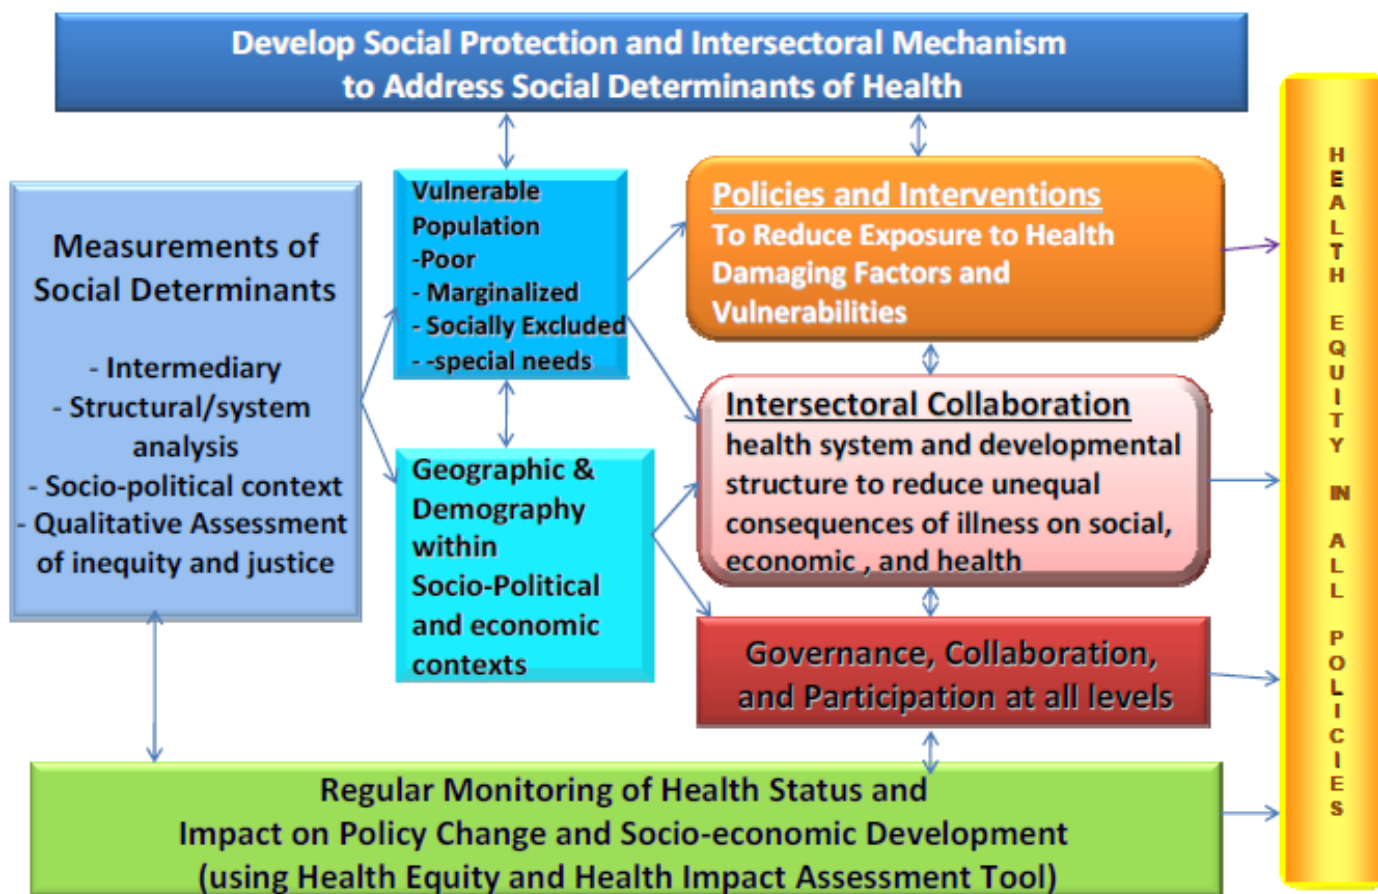 Develop Social Protection and Intersectoral Mechanism
to Address Social Determinants of Health
Measurements of
Social Determinants
- Intermediary
- Structural/system
analysis
- Socio-political context
- Qualitative Assessment
of inequity and justice
Vulnerable
Population
-Poor
- Marginalized
- Socially Excluded
- -special needs
Geographic &
Demography
within
Socio-Political
and economic
contexts
Policies and Interventions
To Reduce Exposure to Health
Damaging Factors and
Vulnerabilities
Intersectoral Collaboration
health system and developmental
structure to reduce unequal
consequences of illness on social,
economic , and health
Governance, Collaboration,
and Participation at all levels
Regular Monitoring of Health Status and
Impact on Policy Change and Socio-economic Development
(using Health Equity and Health Impact Assessment Tool)
HEALTH EQUITY IN ALL POLICIES